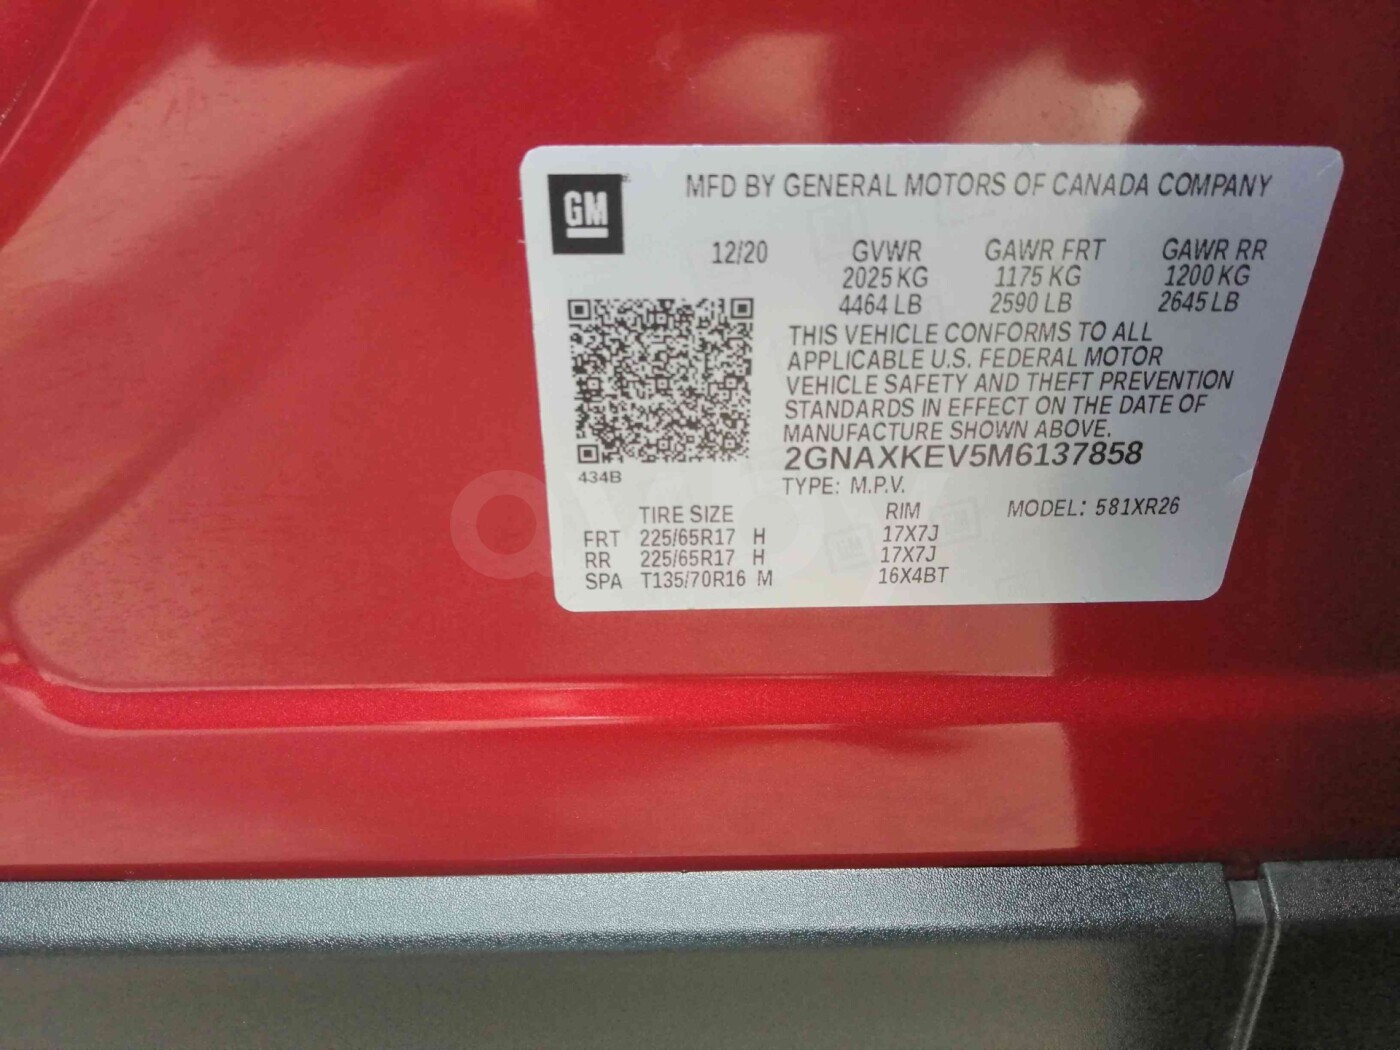 GM
MFD BY GENERAL MOTORS OF CANADA COMPANY
12/20 GVWR GAWR FRT GAWR RR
2025 KG 1175 KG 1200 KG
4464 LB 2590 LB 2645 LB
THIS VEHICLE CONFORMS TO ALL
APPLICABLE U.S. FEDERAL MOTOR
VEHICLE SAFETY AND THEFT PREVENTION
STANDARDS IN EFFECT ON THE DATE OF
MANUFACTURE SHOWN ABOVE.
434B
2GNAXKEV5M6137858
TYPE: M.P.V.
TIRE SIZE RIM MODEL: 581XR26
FRT 225/65R17 H 17X7J
RR 225/65R17 H 17X7J
SPA T135/70R16 M 16X4BT